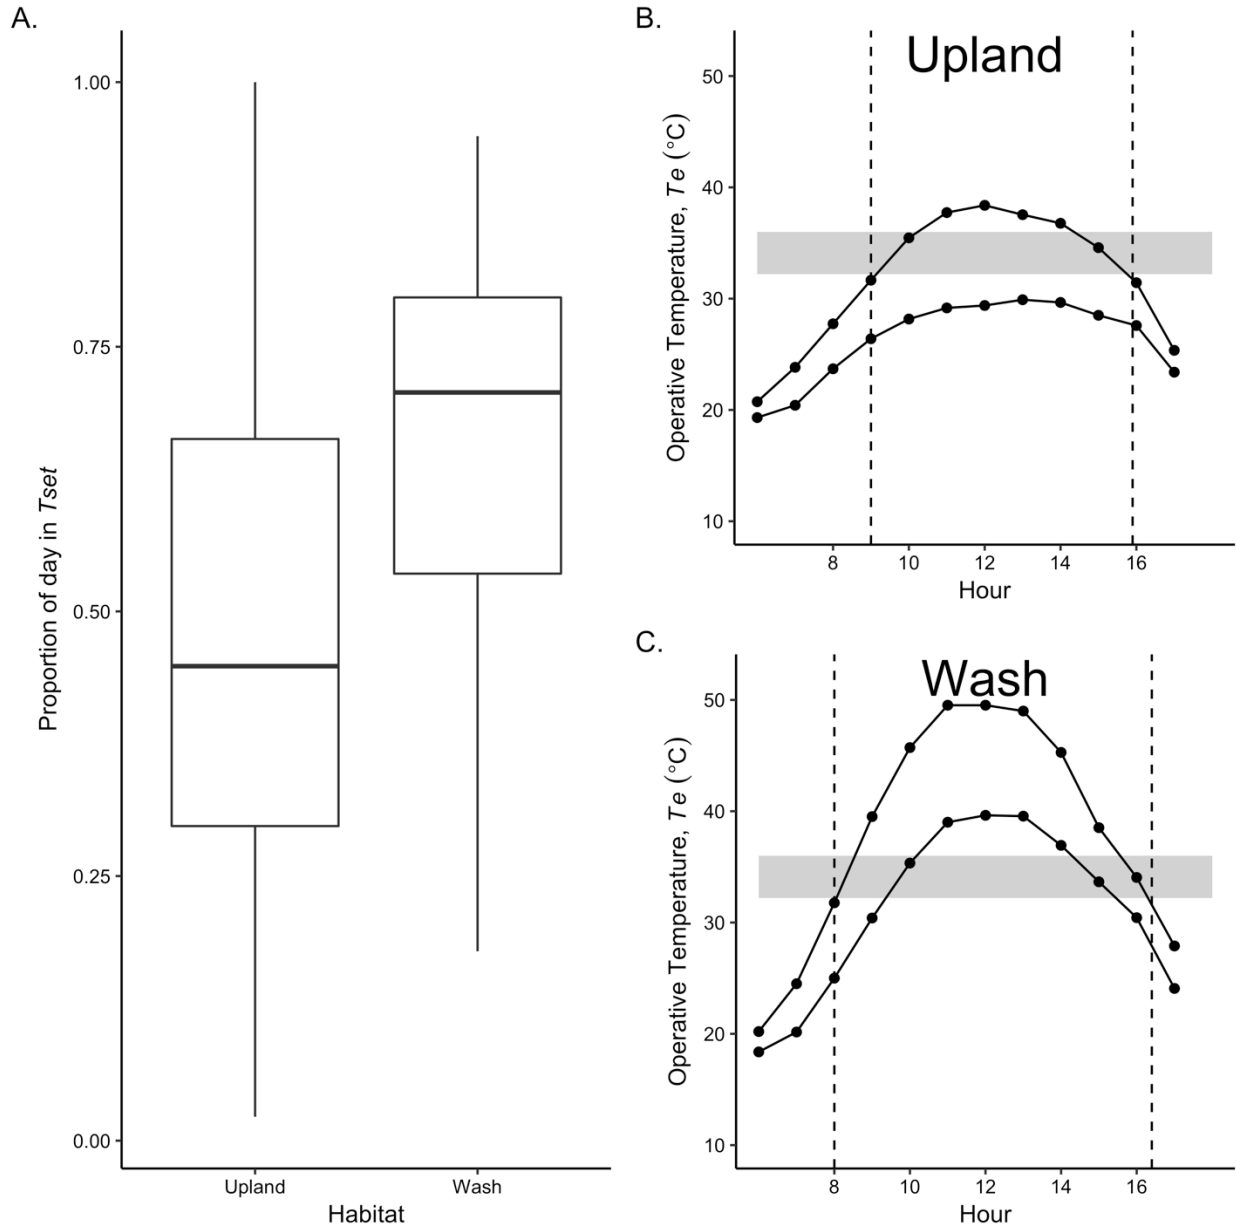 A.
Proportion of day in Tset
1.00
0.75
0.50
0.25
0.00
Upland
Wash
Habitat
B.
Upland
Operative Temperature, Te (°C)
50
40
30
20
10
8
10
12
14
16
Hour
C.
Wash
Operative Temperature, Te (°C)
50
40
30
20
10
8
10
12
14
16
Hour